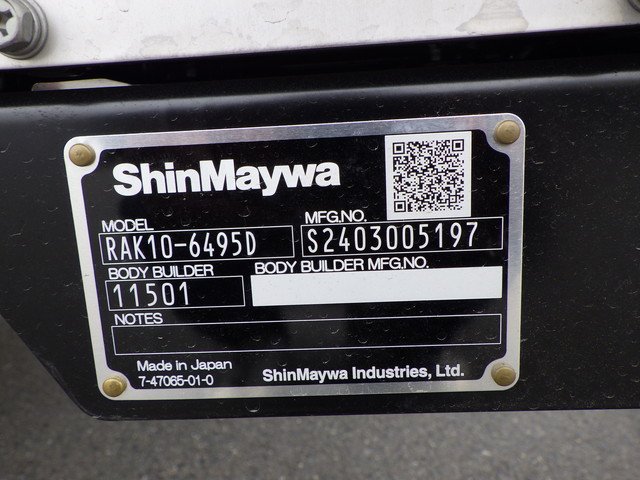 ShinMaywa
MODEL
RAK10-6495D
MFG.NO.
S2403005197
BODY BUILDER
11501
BODY BUILDER MFG.NO.
NOTES
Made in Japan
7-47065-01-0
ShinMaywa Industries, Ltd.